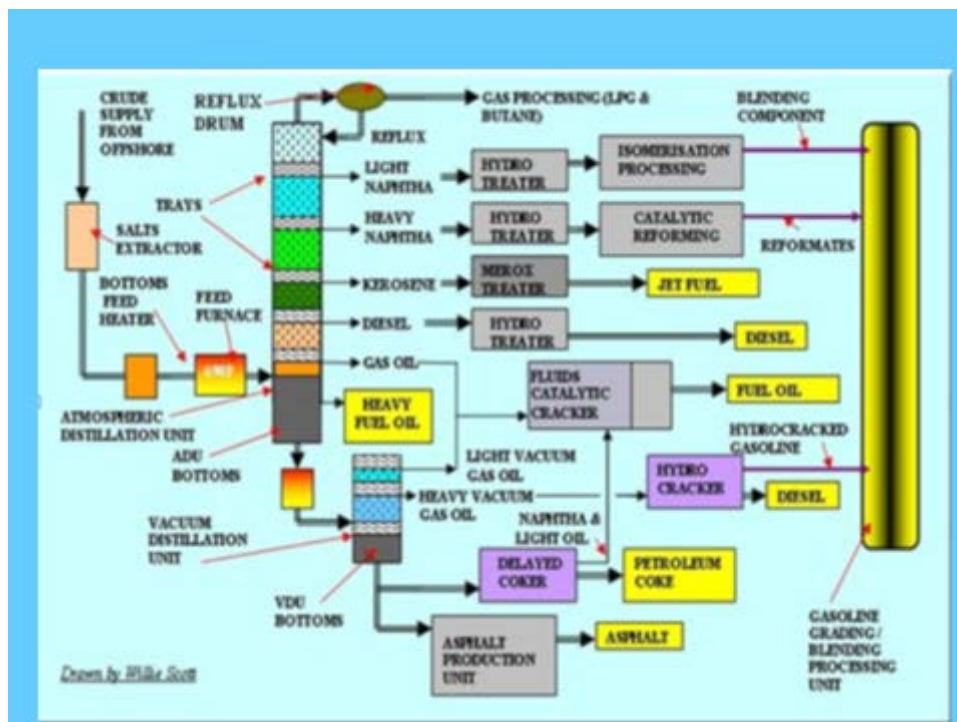 CRUDE
SUPPLY
FROM
OFFSHORE
REFLUX
DRUM
GAS PROCESSING (LPG &
BUTANE)
BLENDING
COMPONENT
REFLUX
LIGHT
NAPHTHA
HYDRO
TREATER
ISOMERISATION
PROCESSING
TRAYS
HEAVY
NAPHTHA
HYDRO
TREATER
CATALYTIC
REFORMING
REFORMATES
SALTS
EXTRACTOR
KEROSENE
MEROX
TREATER
JET FUEL
BOTTOMS
FEED
HEATER
FEED
FURNACE
DIESEL
HYDRO
TREATER
DIESEL
GAS OIL
FLUIDS
CATALYTIC
CRACKER
FUEL OIL
ATMOSPHERIC
DISTILLATION UNIT
HEAVY
FUEL OIL
ADU
BOTTOMS
HYDROCRACKED
GASOLINE
LIGHT VACUUM
GAS OIL
HYDRO
CRACKER
HEAVY VACUUM
GAS OIL
DIESEL
VACUUM
DISTILLATION
UNIT
NAPHTHA &
LIGHT OIL
DELAYED
COKER
PETROLEUM
COKE
VDU
BOTTOMS
GASOLINE
GRADING /
BLENDING
PROCESSING
UNIT
ASPHALT
PRODUCTION
UNIT
ASPHALT
Drawn by Willie Scott